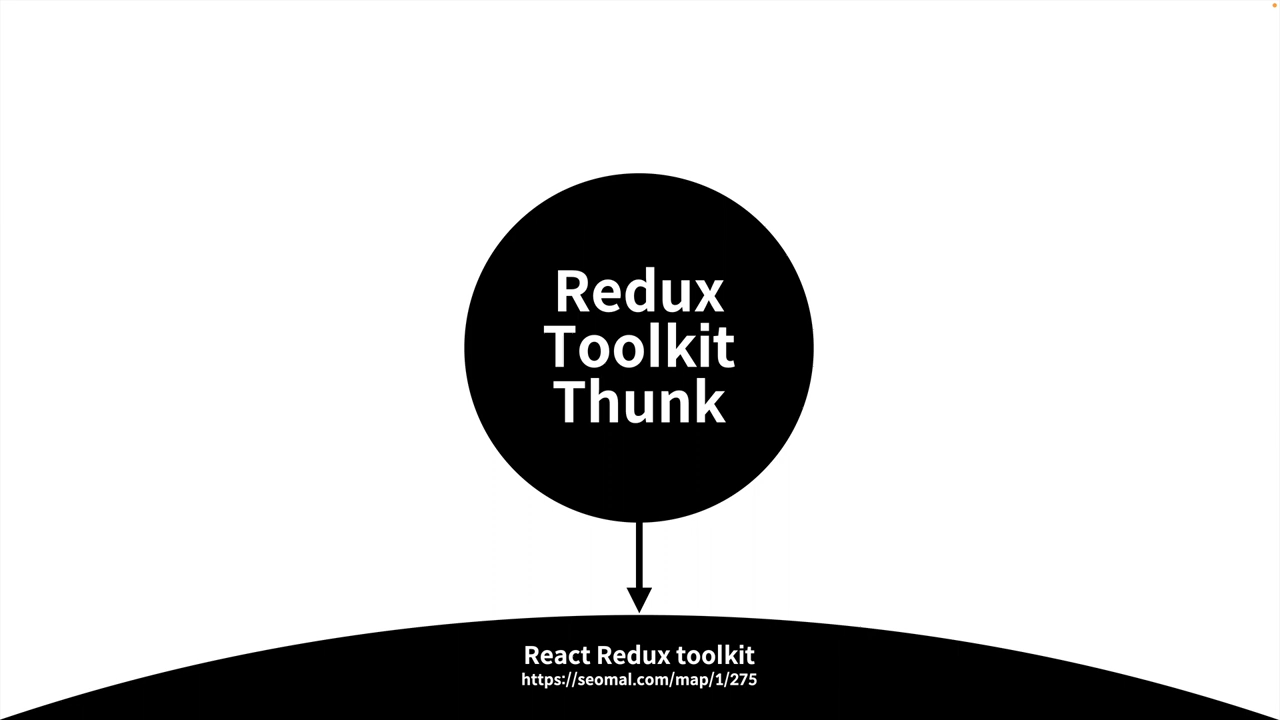 Redux
Toolkit
Thunk
React Redux toolkit
https://seomal.com/map/1/275